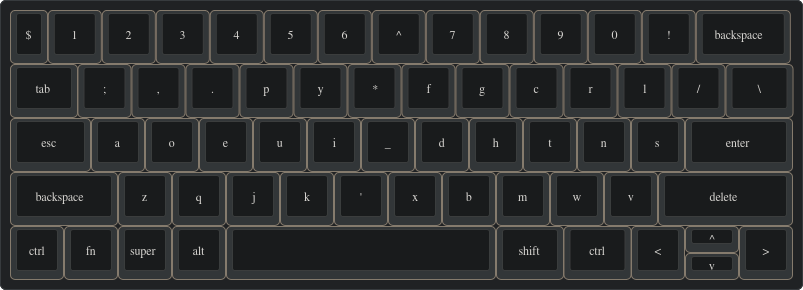 $ 1 2 3 4 5 6 ^ 7 8 9 0 ! backspace
tab ; , . p y * f g c r l / \
esc a o e u i _ d h t n s enter
backspace z q j k ' x b m w v delete
ctrl fn super alt shift ctrl < ^ >
v